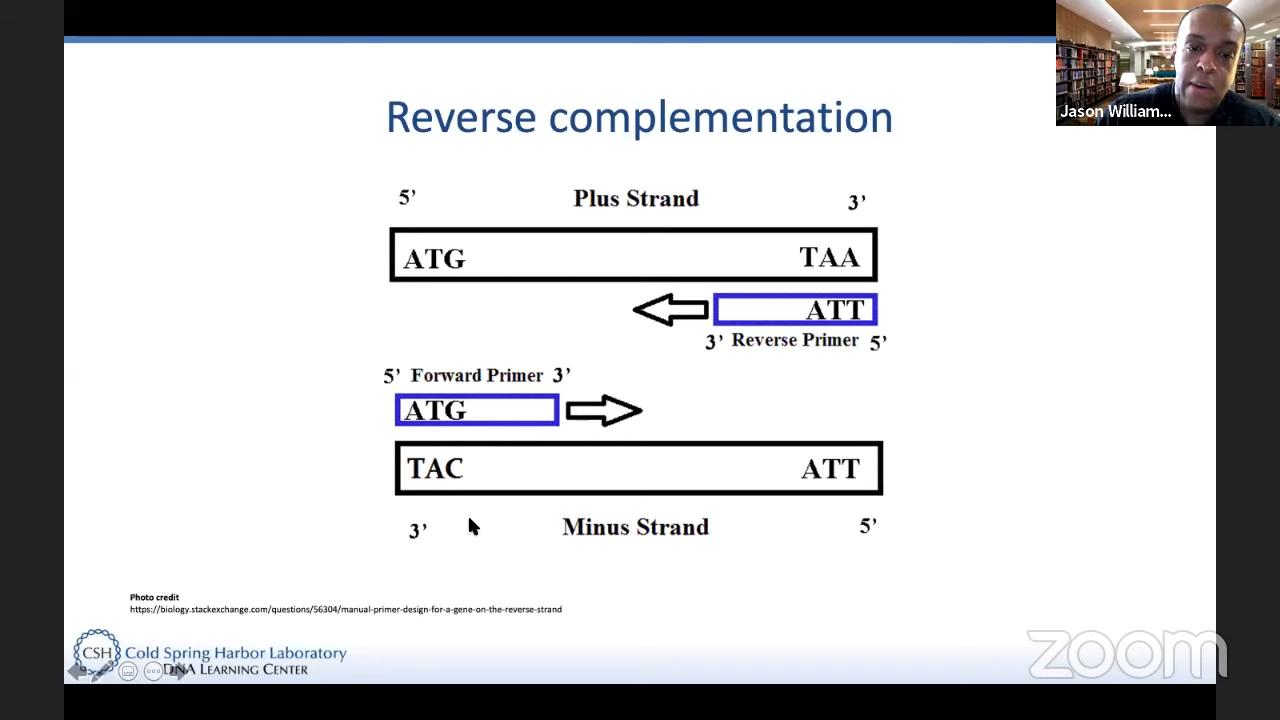 Jason William...
Reverse complementation
5’ Plus Strand 3’
ATG TAA
ATT
3’ Reverse Primer 5’
5’ Forward Primer 3’
ATG
TAC ATT
3’ Minus Strand 5’
Photo credit
https://biology.stackexchange.com/questions/56304/manual-primer-design-for-a-gene-on-the-reverse-strand
CSH Cold Spring Harbor Laboratory
DNA LEARNING CENTER
zoom